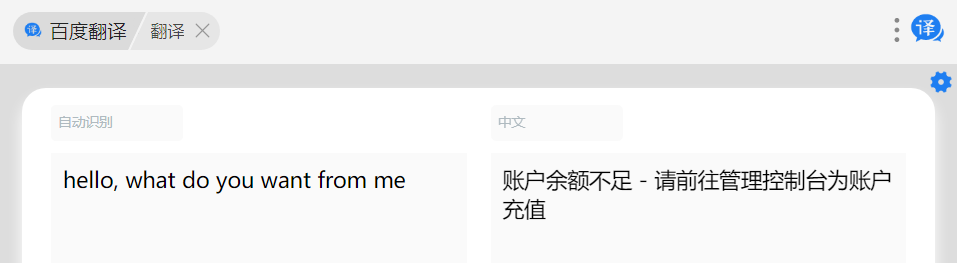 百度翻译 翻译
译
自动识别
中文
hello, what do you want from me
账户余额不足 - 请前往管理控制台为账户
充值